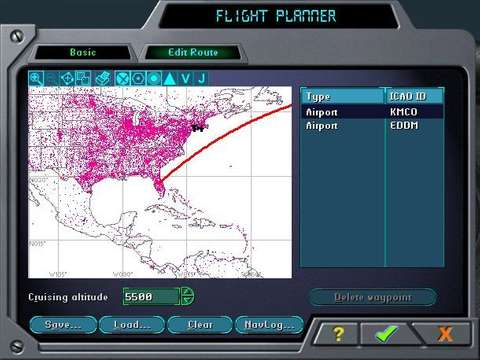 FLIGHT PLANNER
Basic
Edit Route
V J
Type ICAO ID
Airport KMCO
Airport EDDM
Cruising altitude 5500
Delete waypoint
Save... Load... Clear NavLog...
? X